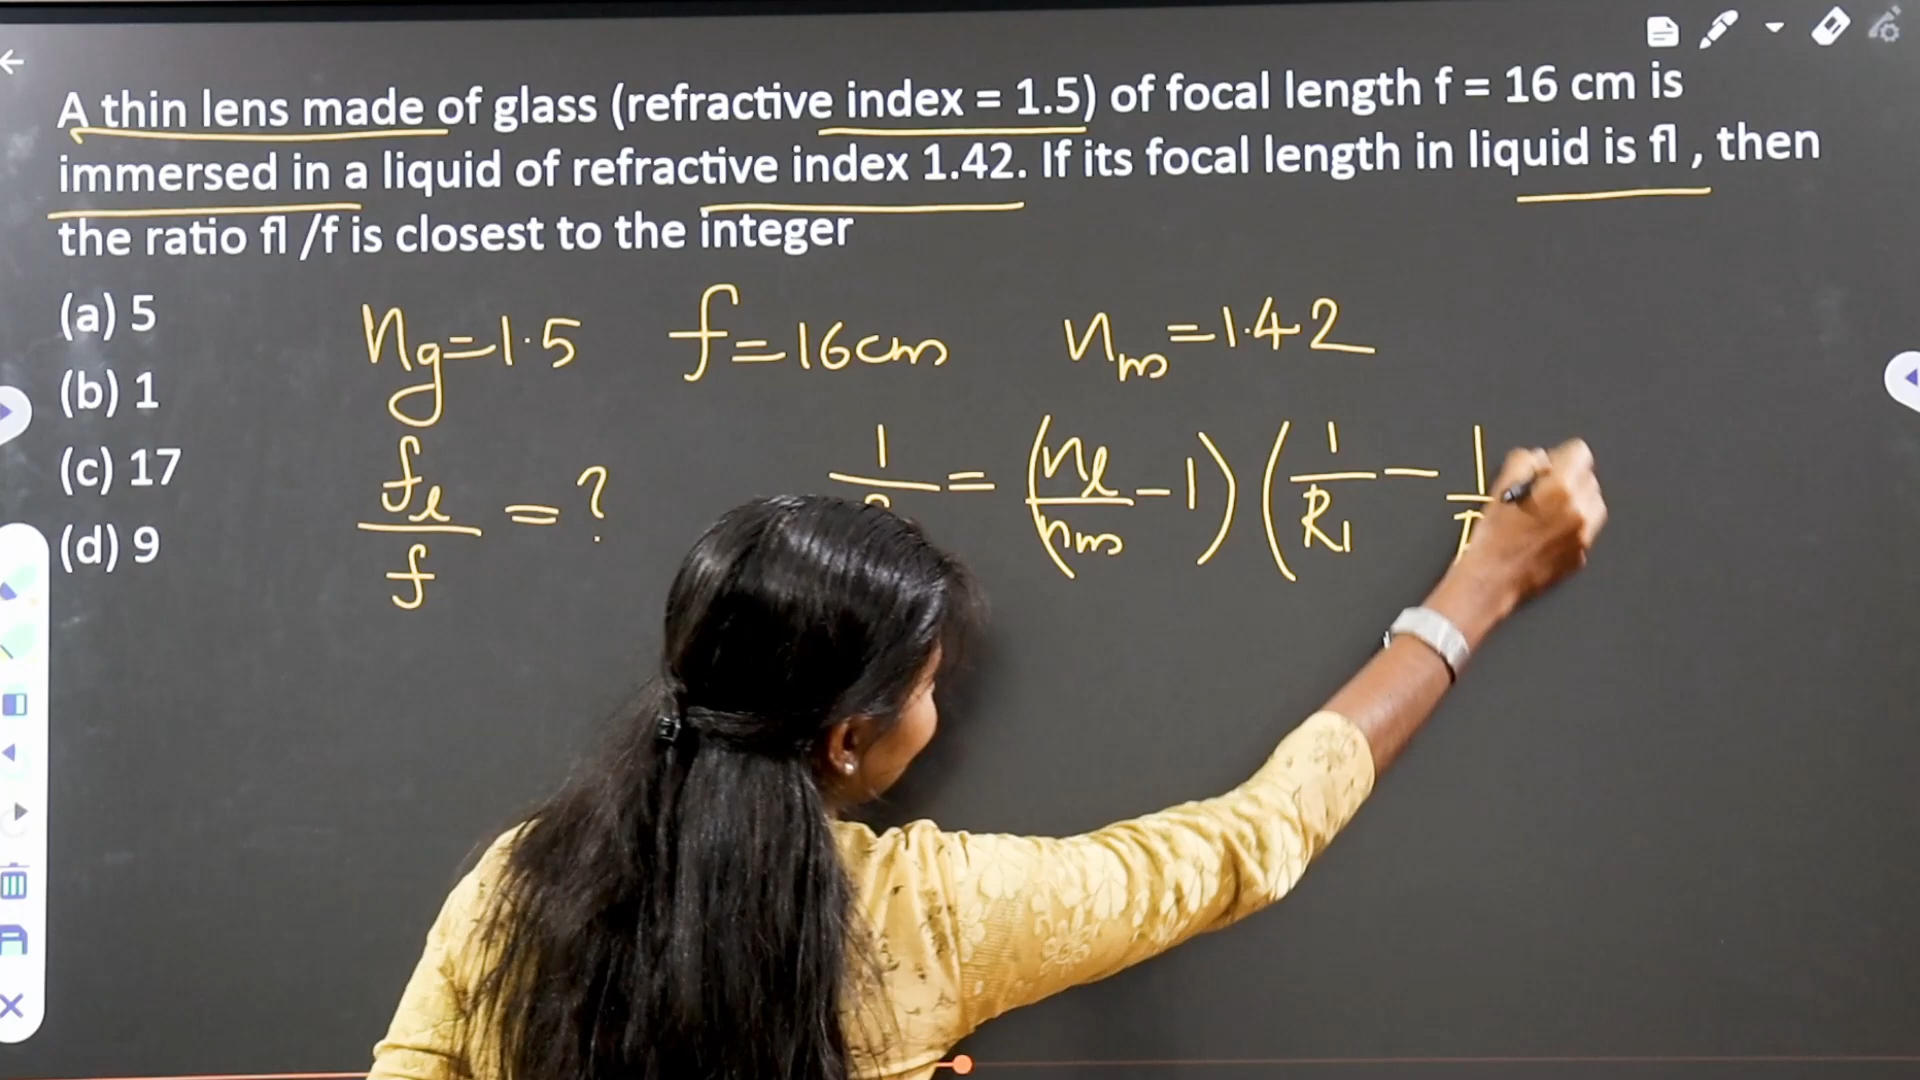 A thin lens made of glass (refractive index = 1.5) of focal length f = 16 cm is
immersed in a liquid of refractive index 1.42. If its focal length in liquid is fl , then
the ratio fl /f is closest to the integer
(a) 5
(b) 1
(c) 17
(d) 9
ng=1.5 f=16cm nm=1.42
fl/f = ?
1/ = (nl/nm - 1) (1/R1 - 1/